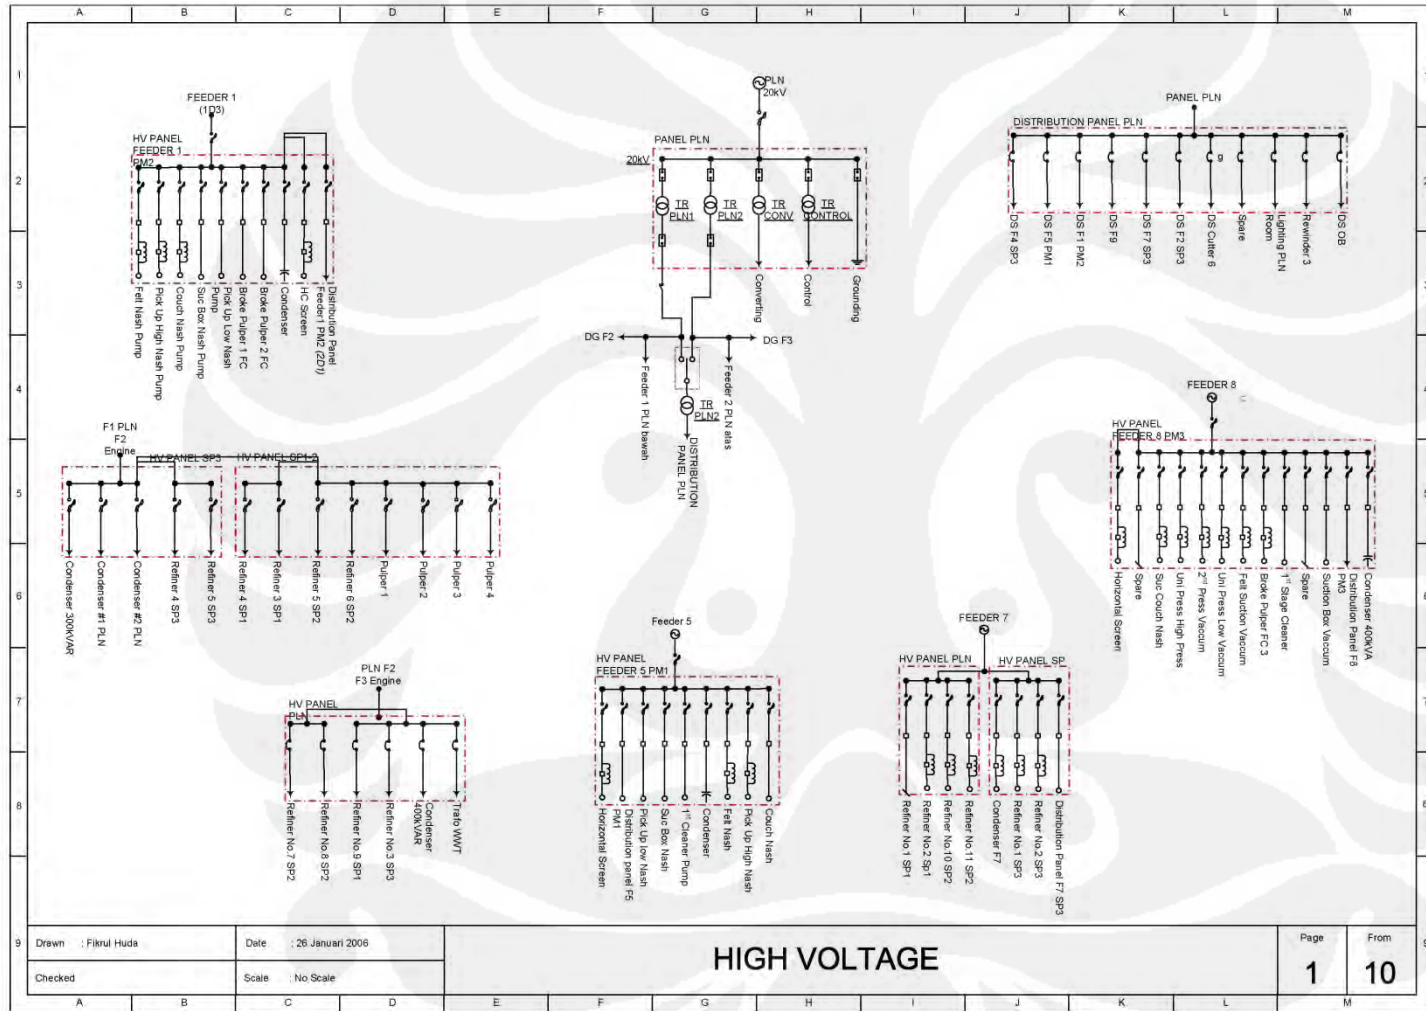 A B C D E F G H I J K L M
1
2
3
4
5
6
7
8
9
FEEDER 1
(1D3)
HV PANEL
FEEDER 1
PM2
Felt Nash Pump
Pick Up High Nash Pump
Couch Nash Pump
Suc Box Nash Pump
Pick Up Low Nash
Pump
Broke Pulper 1 FC
Broke Pulper 2 FC
Condenser
HC Screen
Distribution Panel
Feeder1 PM2 (2D1)
PLN
20kV
PANEL PLN
20kV
TR
PLN1
TR
PLN2
TR
CONV
TR
CONTROL
Converting
Control
Grounding
DG F2
DG F3
Feeder 1 PLN bawah
Feeder 2 PLN atas
TR
PLN2
DISTRIBUTION
PANEL PLN
PANEL PLN
DISTRIBUTION PANEL PLN
g
DS F4 SP3
DS F5 PM1
DS F1 PM2
DS F9
DS F7 SP3
DS F2 SP3
DS Cutter 6
Spare
Lighting PLN
Room
Rewinder 3
DS OB
F1 PLN
F2
Engine
HV PANEL SP3
HV PANEL SP1-2
Condenser 300kVAR
Condenser #1 PLN
Condenser #2 PLN
Refiner 4 SP3
Refiner 5 SP3
Refiner 4 SP1
Refiner 3 SP1
Refiner 5 SP2
Refiner 6 SP2
Pulper 1
Pulper 2
Pulper 3
Pulper 4
FEEDER 8
HV PANEL
FEEDER 8 PM3
Horizontal Screen
Spare
Suc Couch Nash
Uni Press High Press
2nd Press Vaccum
Uni Press Low Vaccum
Felt Suction Vaccum
Broke Pulper FC 3
1st Stage Cleaner
Spare
Suction Box Vaccum
Distribution Panel F8
PM3
Condenser 400kVA
PLN F2
F3 Engine
HV PANEL
PLN
Refiner No.7 SP2
Refiner No.8 SP2
Refiner No.9 SP1
Refiner No.3 SP3
Condenser
400kVAR
Trafo WWT
Feeder 5
HV PANEL
FEEDER 5 PM1
Horizontal Screen
Distribution panel F5
PM1
Pick Up low Nash
Suc Box Nash
1st Cleaner Pump
Condenser
Felt Nash
Pick Up High Nash
Couch Nash
FEEDER 7
HV PANEL PLN
HV PANEL SP
Refiner No.1 SP1
Refiner No.2 Sp1
Refiner No.10 SP2
Refiner No.11 SP2
Condenser F7
Refiner No.1 SP3
Refiner No.2 SP3
Distribution Panel F7 SP3
Drawn : Fikrul Huda
Date : 26 Januari 2006
Checked
Scale : No Scale
HIGH VOLTAGE
Page
1
From
10
A B C D E F G H I J K L M